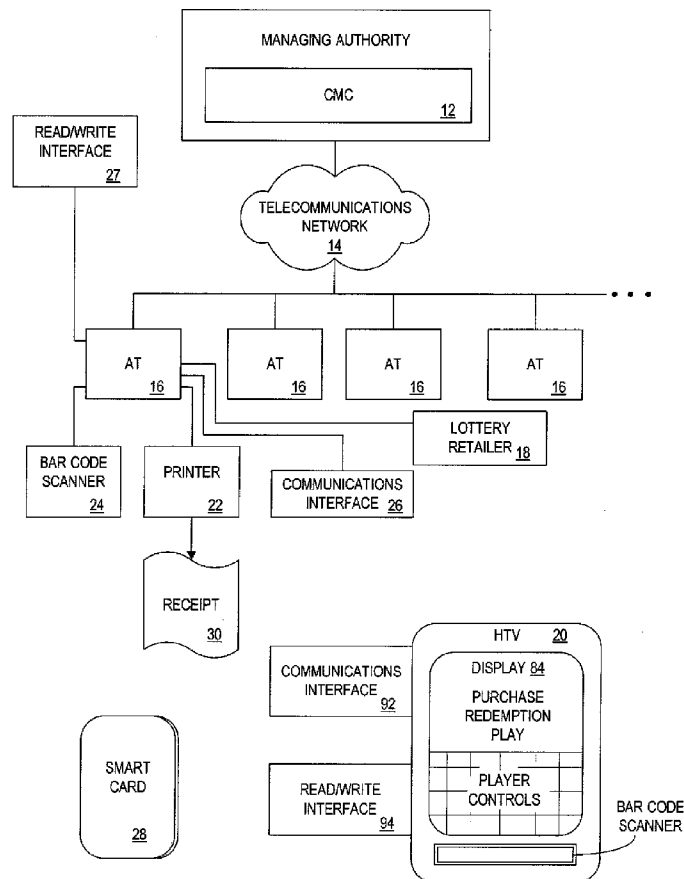 MANAGING AUTHORITY
CMC
12
READ/WRITE
INTERFACE
27
TELECOMMUNICATIONS
NETWORK
14
AT
16
AT
16
AT
16
AT
16
LOTTERY
RETAILER 18
BAR CODE
SCANNER
24
PRINTER
22
COMMUNICATIONS
INTERFACE 26
RECEIPT
30
HTV 20
DISPLAY 84
PURCHASE
REDEMPTION
PLAY
PLAYER
CONTROLS
COMMUNICATIONS
INTERFACE
92
SMART
CARD
28
READ/WRITE
INTERFACE
94
BAR CODE
SCANNER